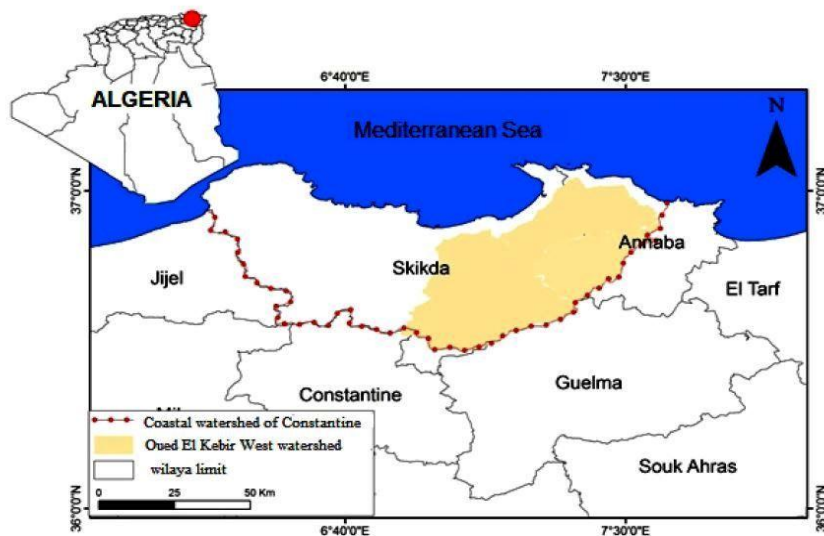 ALGERIA
6°40'0"E
7°30'0"E
Mediterranean Sea
N
37°0'0"N
37°0'0"N
Annaba
Skikda
Jijel
El Tarf
Constantine
Guelma
Coastal watershed of Constantine
Oued El Kebir West watershed
wilaya limit
Souk Ahras
0 25 50 Km
36°0'0"N
36°0'0"N
6°40'0"E
7°30'0"E